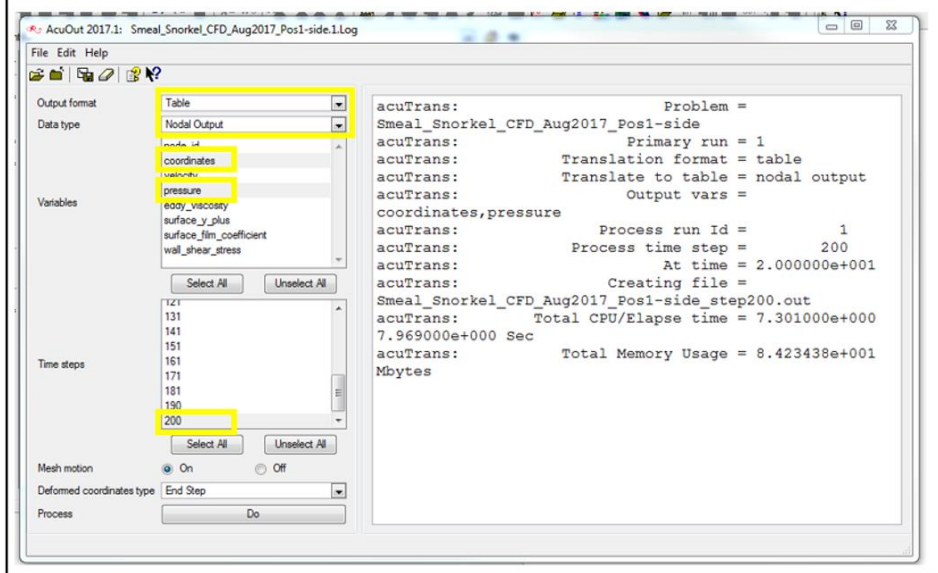 AcuOut 2017.1: Smeal_Snorkel_CFD_Aug2017_Pos1-side.1.Log
File Edit Help
Output format Table
Data type Nodal Output
Variables
node_id
coordinates
velocity
pressure
eddy_viscosity
surface_y_plus
surface_film_coefficient
wall_shear_stress
Select All Unselect All
Time steps
121
131
141
151
161
171
181
190
200
Select All Unselect All
Mesh motion On Off
Deformed coordinates type End Step
Process Do
acuTrans: Problem =
Smeal_Snorkel_CFD_Aug2017_Pos1-side
acuTrans: Primary run = 1
acuTrans: Translation format = table
acuTrans: Translate to table = nodal output
acuTrans: Output vars =
coordinates,pressure
acuTrans: Process run Id = 1
acuTrans: Process time step = 200
acuTrans: At time = 2.000000e+001
acuTrans: Creating file =
Smeal_Snorkel_CFD_Aug2017_Pos1-side_step200.out
acuTrans: Total CPU/Elapse time = 7.301000e+000
7.969000e+000 Sec
acuTrans: Total Memory Usage = 8.423438e+001
Mbytes